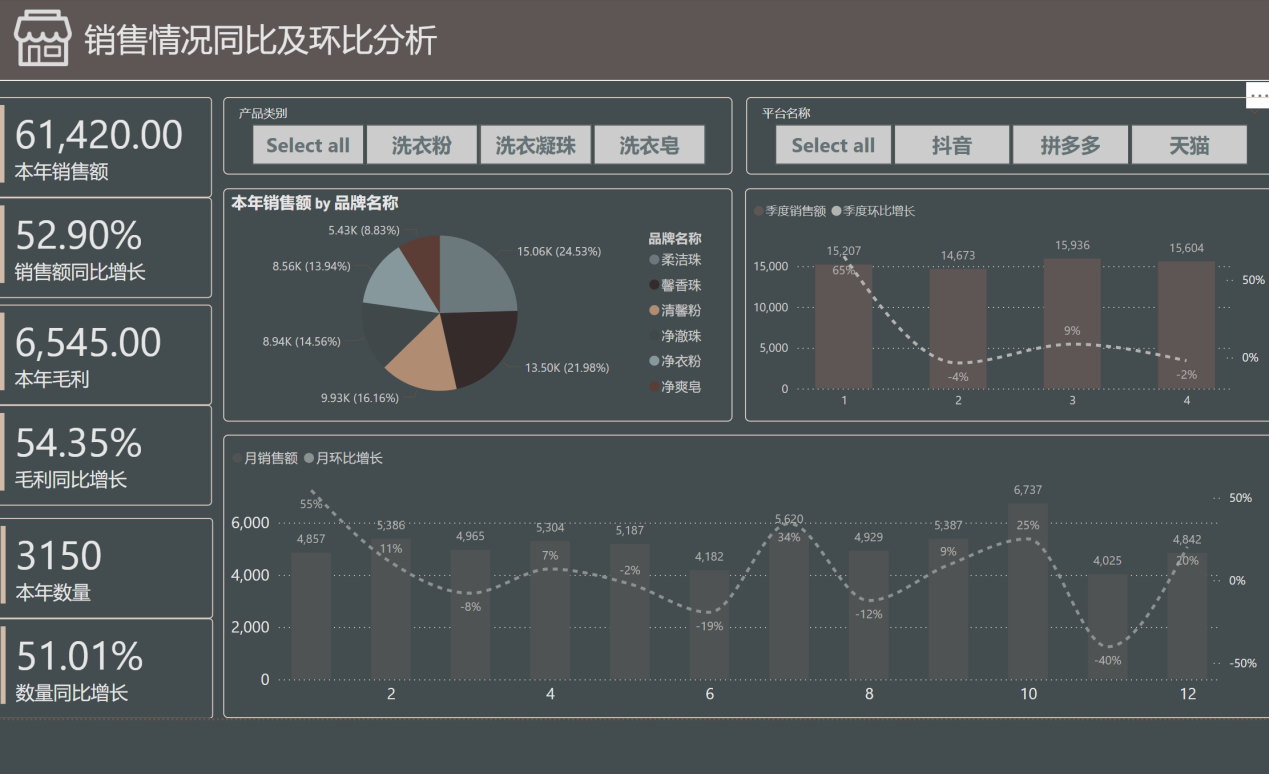 销售情况同比及环比分析
61,420.00
本年销售额
52.90%
销售额同比增长
6,545.00
本年毛利
54.35%
毛利同比增长
3150
本年数量
51.01%
数量同比增长
产品类别
Select all 洗衣粉 洗衣凝珠 洗衣皂
平台名称
Select all 抖音 拼多多 天猫
本年销售额 by 品牌名称
5.43K (8.83%)
15.06K (24.53%)
8.56K (13.94%)
8.94K (14.56%)
13.50K (21.98%)
9.93K (16.16%)
品牌名称
柔洁珠
馨香珠
清馨粉
净澈珠
净衣粉
净爽皂
季度销售额 季度环比增长
15,207 14,673 15,936 15,604
15,000 10,000 5,000 0
65% -4% 9% -2%
50% 0%
1 2 3 4
月销售额 月环比增长
6,000 4,000 2,000 0
4,857 5,386 4,965 5,304 5,187 4,182 5,620 4,929 5,387 6,737 4,025 4,842
55% 11% -8% 7% -2% -19% 34% -12% 9% 25% -40% 20%
50% 0% -50%
2 4 6 8 10 12